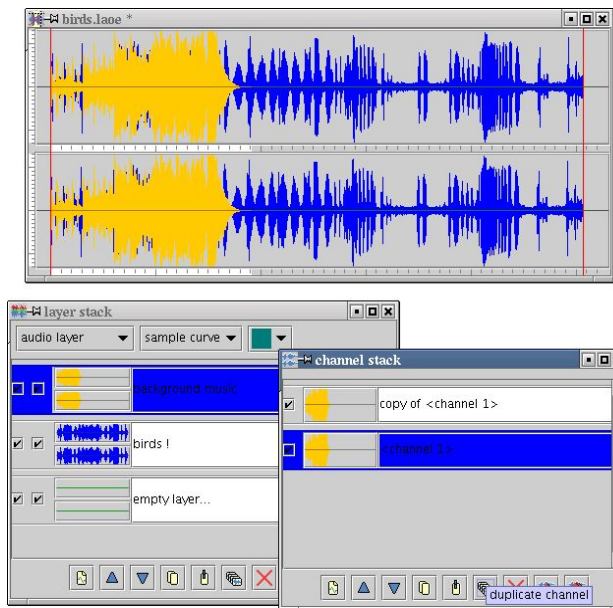 birds.laoe *
layer stack
audio layer
sample curve
background music
birds !
empty layer...
channel stack
copy of <channel 1>
<channel 1>
duplicate channel